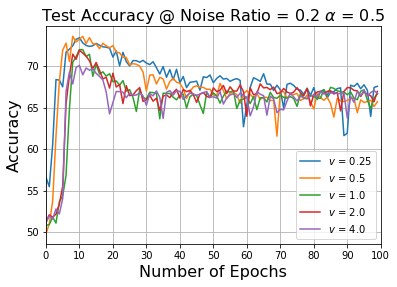 Test Accuracy @ Noise Ratio = 0.2 α = 0.5
Accuracy
70
65
60
55
50
v = 0.25
v = 0.5
v = 1.0
v = 2.0
v = 4.0
0 10 20 30 40 50 60 70 80 90 100
Number of Epochs